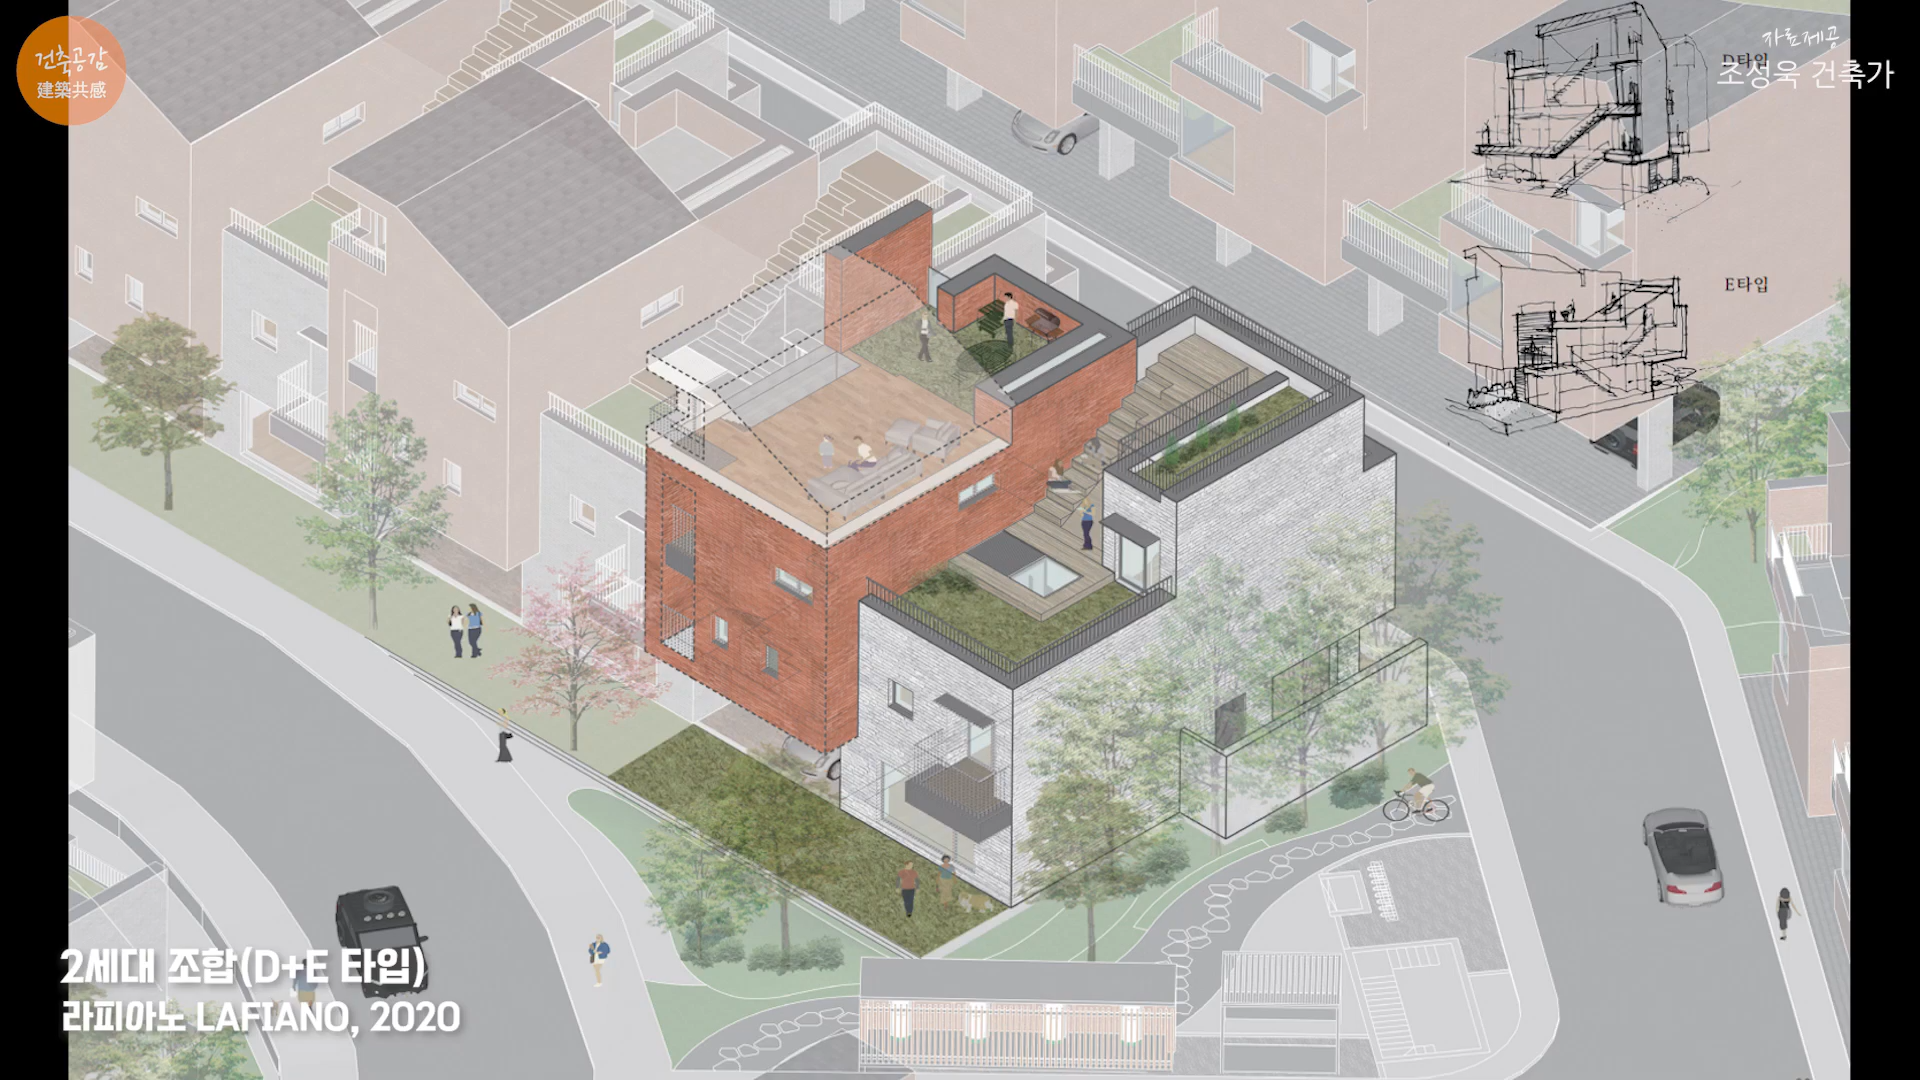 건축공감
建築共感
자료제공
조성욱 건축가
D타입
E타입
2세대 조합(D+E 타입)
라피아노 LAFIANO, 2020